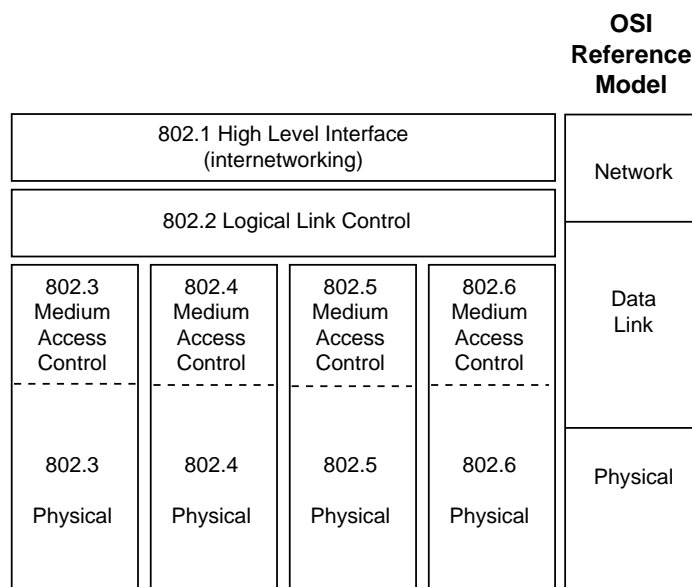 OSI
Reference
Model
802.1 High Level Interface
(internetworking)
Network
802.2 Logical Link Control
802.3
Medium
Access
Control
802.4
Medium
Access
Control
802.5
Medium
Access
Control
802.6
Medium
Access
Control
Data
Link
802.3
Physical
802.4
Physical
802.5
Physical
802.6
Physical
Physical